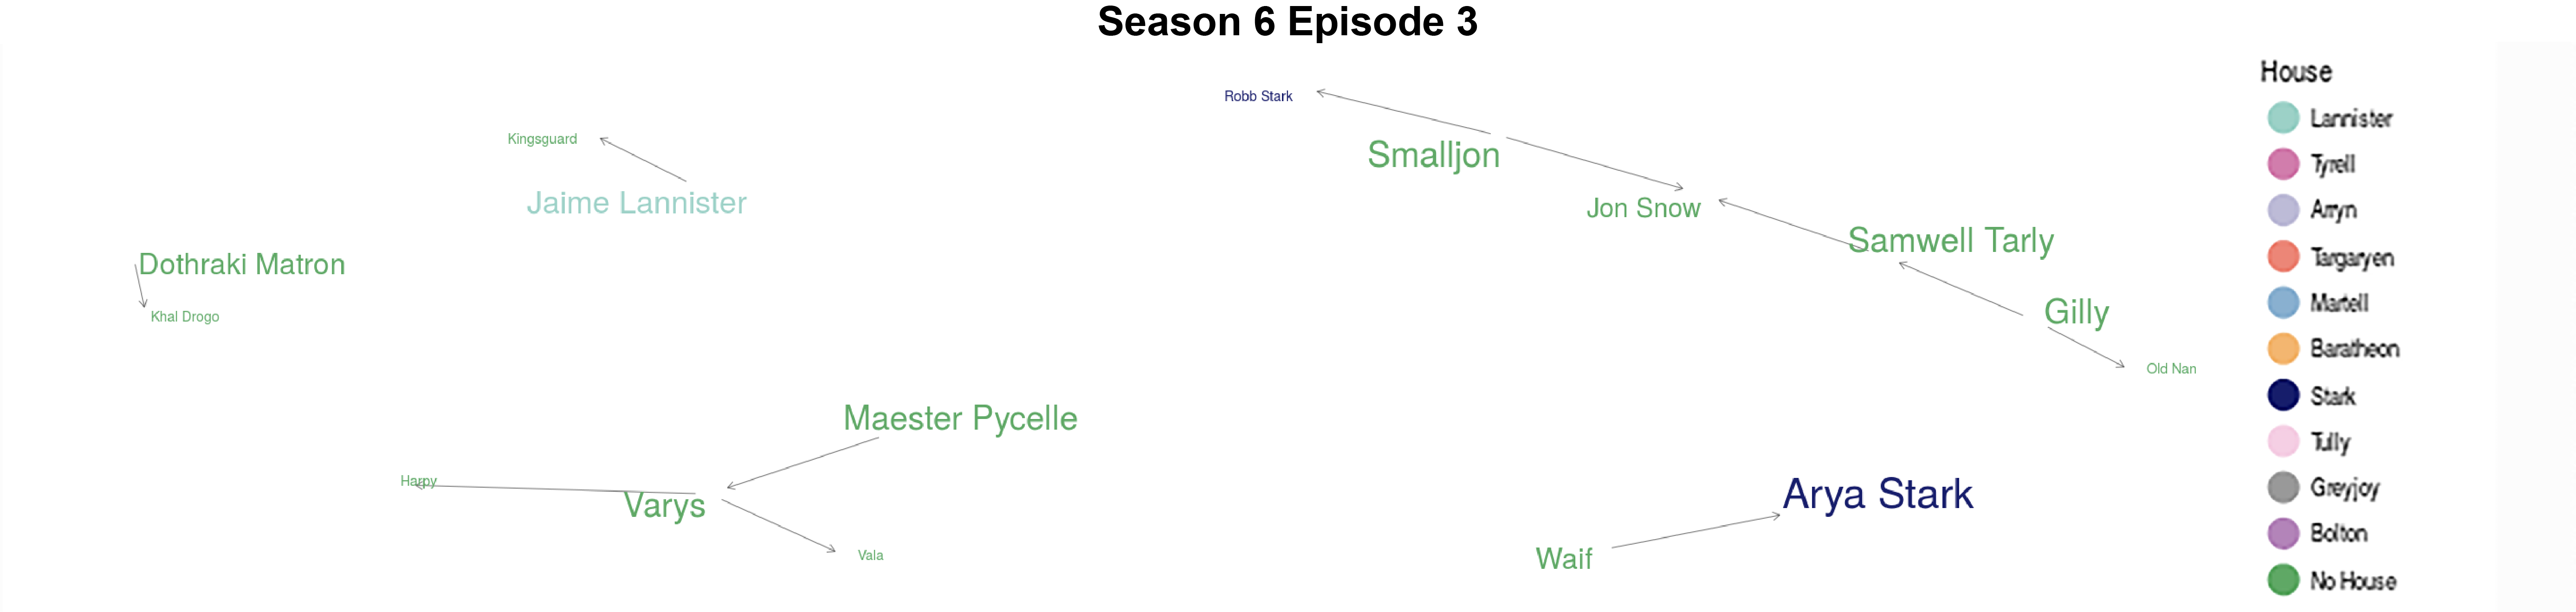 Season 6 Episode 3
Robb Stark
Kingsguard
Smalljon
Jaime Lannister
Jon Snow
Samwell Tarly
Dothraki Matron
Khal Drogo
Gilly
Old Nan
Maester Pycelle
Harpy
Varys
Arya Stark
Vala
Waif
House
Lannister
Tyrell
Arryn
Targaryen
Martell
Baratheon
Stark
Tully
Greyjoy
Bolton
No House